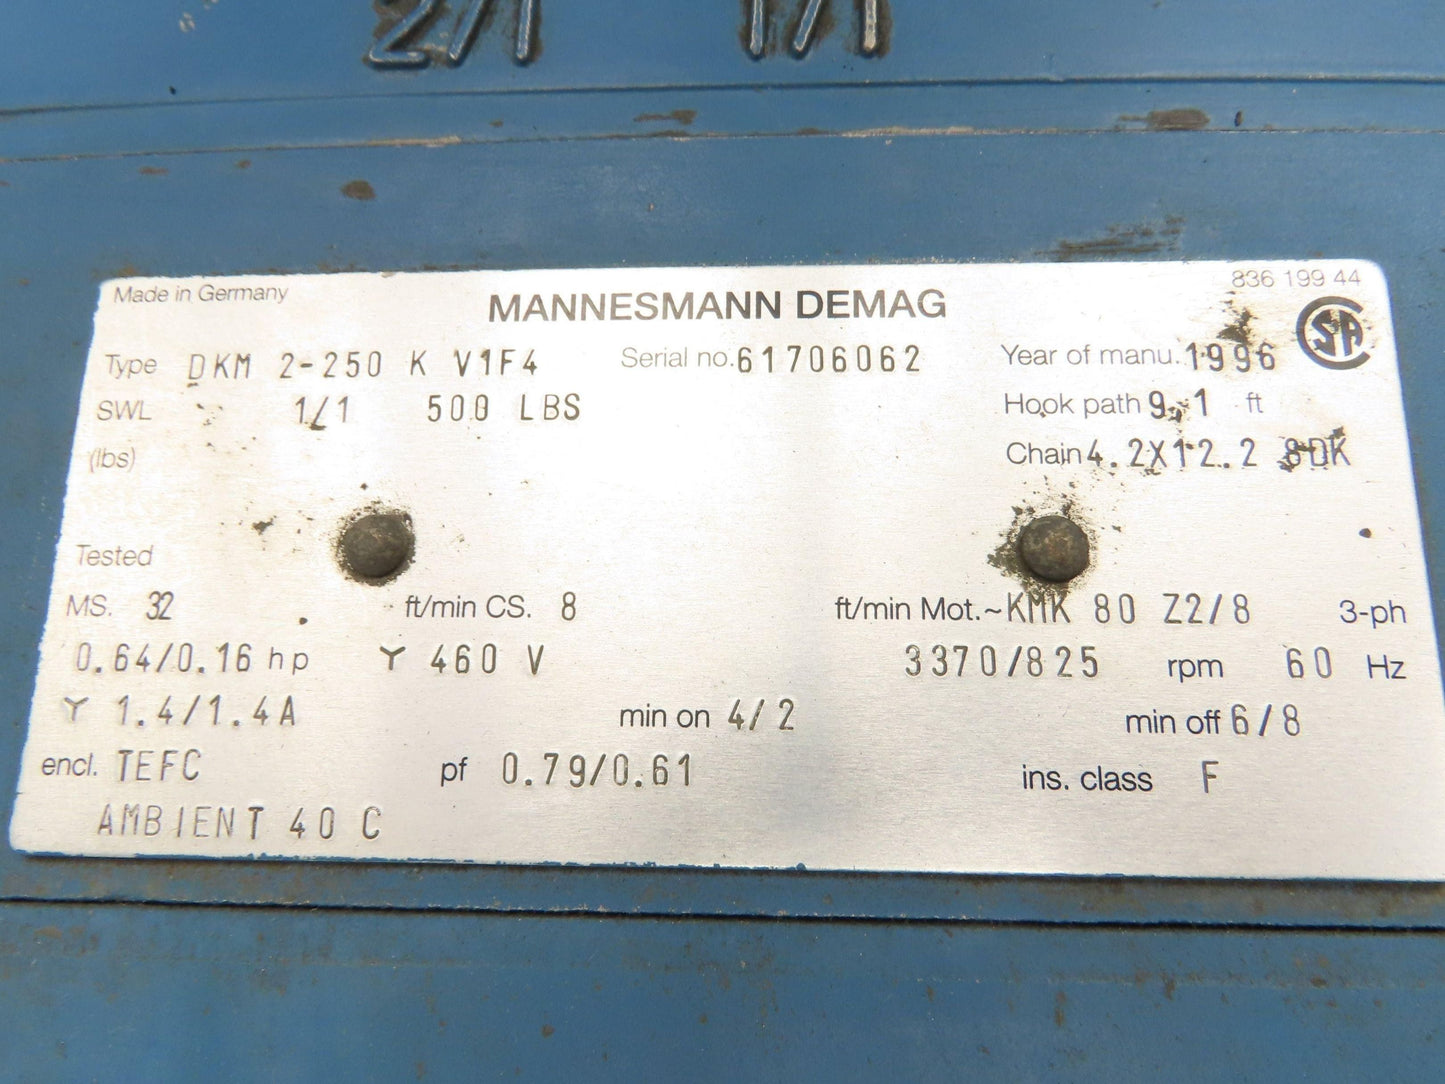 2/1 1/1
Made in Germany MANNESMANN DEMAG 836 199 44
Type DKM 2-250 K V1F4 Serial no. 61706062 Year of manu. 1996 CSA
SWL 1/1 500 LBS Hook path 9.1 ft
(lbs) Chain 4.2X12.2 8DK
Tested
MS. 32 ft/min CS. 8 ft/min Mot.~ KMK 80 Z2/8 3-ph
0.64/0.16 hp Y 460 V 3370/825 rpm 60 Hz
Y 1.4/1.4A min on 4/2 min off 6/8
encl. TEFC pf 0.79/0.61 ins. class F
AMBIENT 40 C